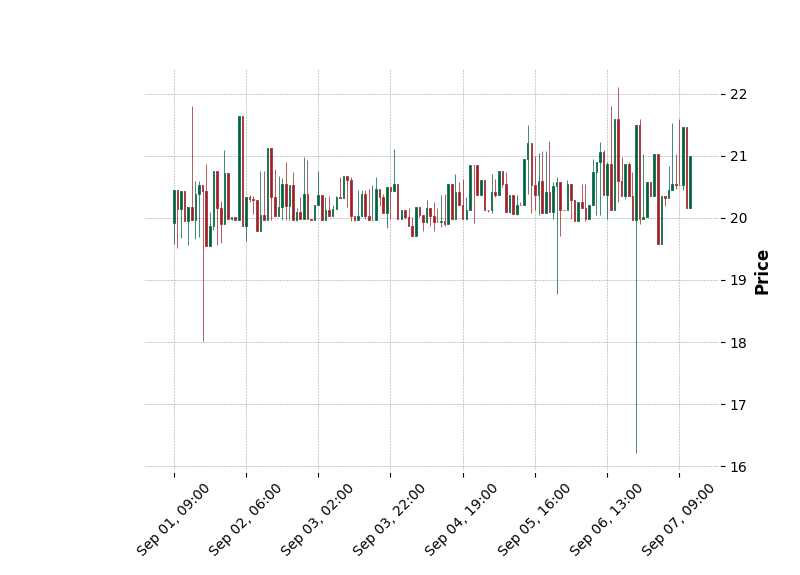 22
21
20
19
18
17
16
Price
Sep 01, 09:00
Sep 02, 06:00
Sep 03, 02:00
Sep 03, 22:00
Sep 04, 19:00
Sep 05, 16:00
Sep 06, 13:00
Sep 07, 09:00